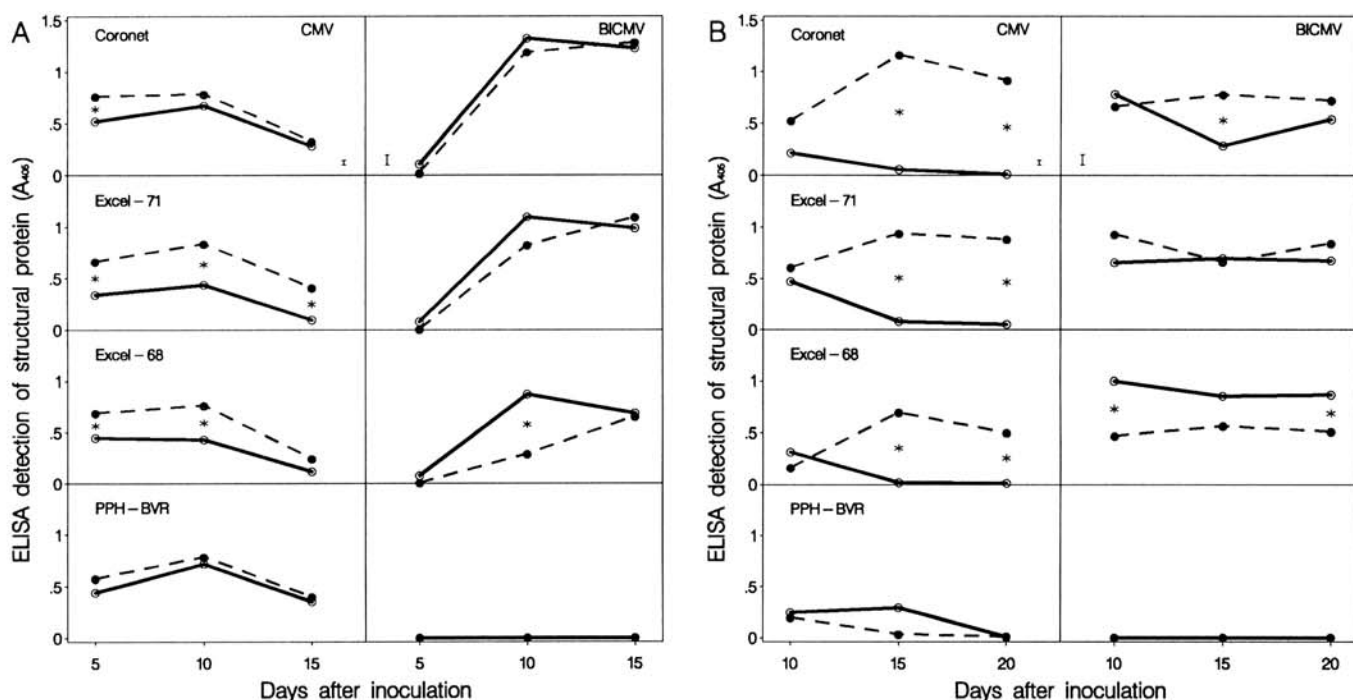 A
ELISA detection of structural protein (A405)
1.5
1
.5
0
Coronet
CMV
BICMV
*
1
.5
0
Excel-71
* * *
1
.5
0
Excel-68
* * *
1
.5
0
PPH-BVR
5 10 15 5 10 15
Days after inoculation
B
ELISA detection of structural protein (A405)
1.5
1
.5
0
Coronet
CMV
BICMV
* * *
1
.5
0
Excel-71
* *
1
.5
0
Excel-68
* * * *
1
.5
0
PPH-BVR
10 15 20 10 15 20
Days after inoculation